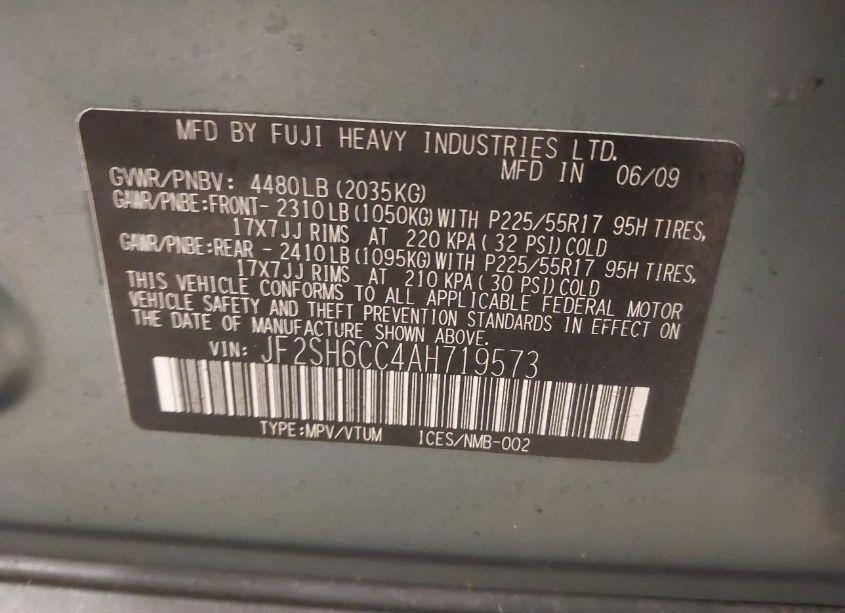 MFD BY FUJI HEAVY INDUSTRIES LTD.
MFD IN 06/09
GVWR/PNBV: 4480LB (2035KG)
GAWR/PNBE:FRONT- 2310LB (1050KG) WITH P225/55R17 95H TIRES,
17X7JJ RIMS AT 220 KPA ( 32 PSI) COLD
GAWR/PNBE:REAR - 2410LB (1095KG) WITH P225/55R17 95H TIRES,
17X7JJ RIMS AT 210 KPA ( 30 PSI) COLD
THIS VEHICLE CONFORMS TO ALL APPLICABLE FEDERAL MOTOR
VEHICLE SAFETY AND THEFT PREVENTION STANDARDS IN EFFECT ON
THE DATE OF MANUFACTURE SHOWN ABOVE.
VIN: JF2SH6CC4AH719573
TYPE:MPV/VTUM ICES/NMB-002